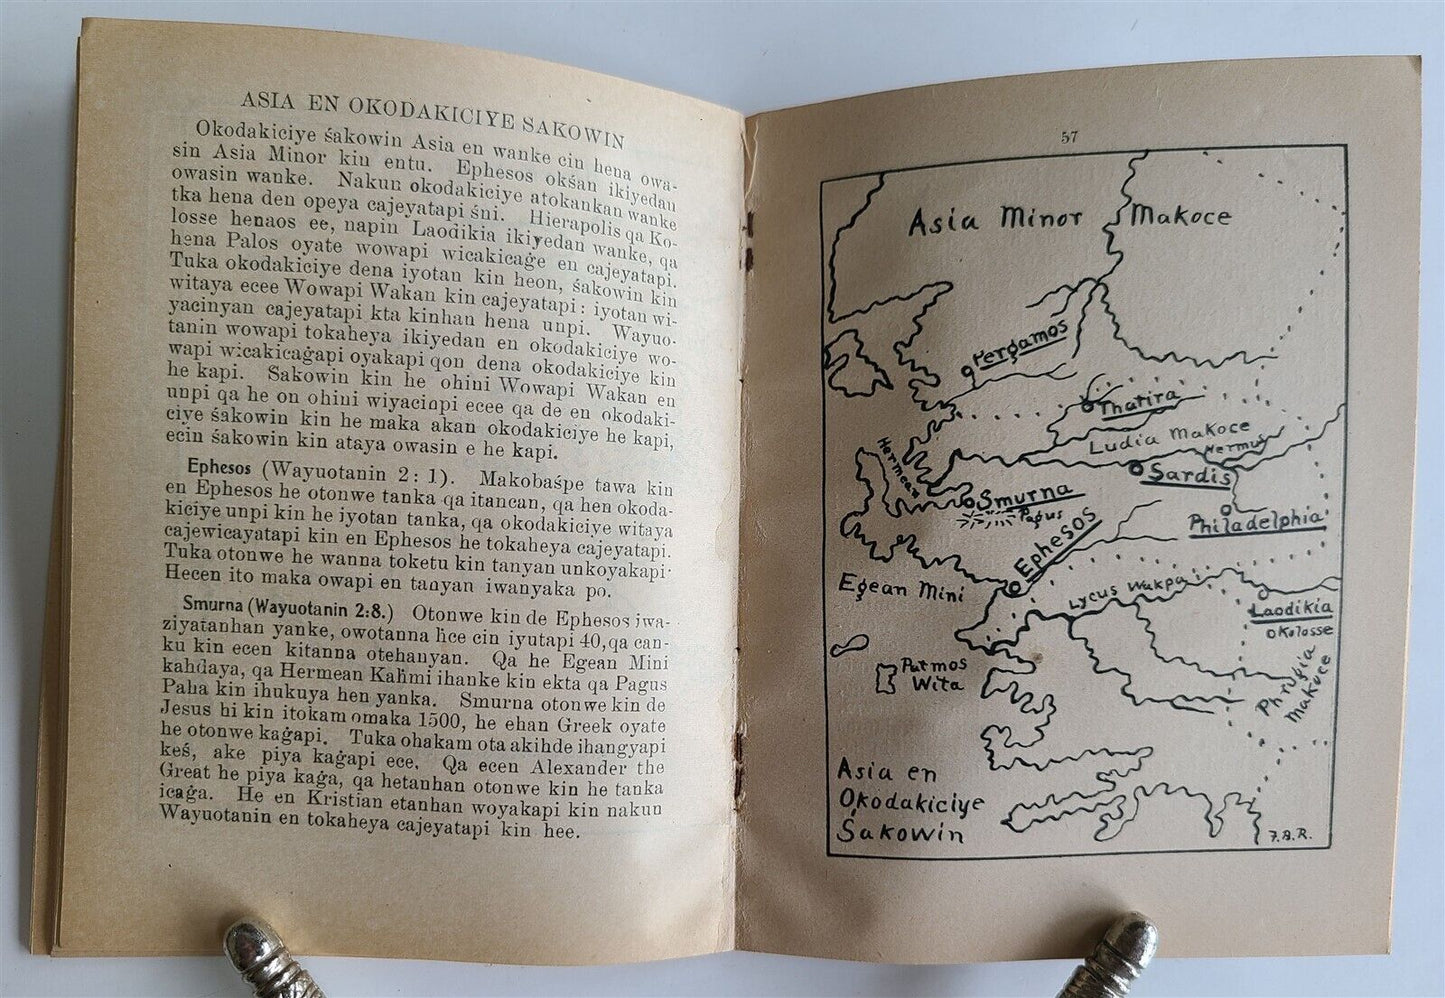 ASIA EN OKODAKICIYE SAKOWIN
Okodakiciye śakowin Asia en wanke cin hena owa-
sin Asia Minor kiu entu. Ephesos okśan ikiyedan
owasin wanke. Nakun okodakiciye atokankan wanke
tka hena den opeya cajeyatapi śni. Hierapolis qa Ko-
losse henaos ee, napin Laodikia ikiyedan wanke, qa
hena Palos oyate wowapi wicakicaġe en cajeyatapi.
Tuka okodakiciye dena iyotan kin heon, śakowin kin
witaya ecee Wowapi Wakan kin cajeyatapi: iyotan wi-
yacinyan cajeyatapi kta kinhan hena unpi. Wayuo-
tanin wowapi tokaheya ikiyedan en okodakiciye wo-
wapi wicakicaġapi oyakapi qon dena okodakiciye kin
he kapi. Sakowin kin he ohini Wowapi Wakan en
unpi qa he on ohini wiyacinpi ecee qa de en okodaki-
ciye śakowin kin he maka akan okodakiciye he kapi,
ecin śakowin kin ataya owasin e he kapi.
Ephesos (Wayuotanin 2: 1). Makobaśpe tawa kin
en Ephesos he otonwe tanka qa itancan, qa hen okoda-
kiciye unpi kin he iyotan tanka, qa okodakiciye witaya
cajewicayatapi kin en Ephesos he tokaheya cajeyatapi.
Tuka otonwe he wanna toketu kin tanyan unkoyakapi·
Hecen ito maka owapi en tanyan iwanyaka po.
Smurna (Wayuotanin 2:8.) Otonwe kin de Ephesos iwa-
ziyatanhan yanke, owotanna ḣce cin iyutapi 40, qa can-
ku kin ecen kitanna otehanyan. Qa he Egean Mini
kahdaya, qa Hermean Kaḣmi ihanke kin ekta qa Pagus
Paha kin ihukuya hen yanka. Smurna otonwe kin de
Jesus hi kin itokam omaka 1500, he ehan Greek oyate
he otonwe kaġapi. Tuka ohakam ota akihde ihangyapi
keś, ake piya kaġapi ece. Qa ecen Alexander the
Great he piya kaġa, qa hetanhan otonwe kin he tanka
icaġa. He en Kristian etanhan woyakapi kin nakun
Wayuotanin en tokaheya cajeyatapi kin hee.
57
Asia Minor Makoce
Pergamos
Thatira
Ludia Makoce
Hermus
Hermean
Sardis
Smurna
Pagus
Philadelphia
Ephesos
Egean Mini
Lycus Wakpa
Laodikia
Kolosse
Patmos
Wita
Phrugia
Makoce
Asia en
Okodakiciye
Śakowin
F.B.R.